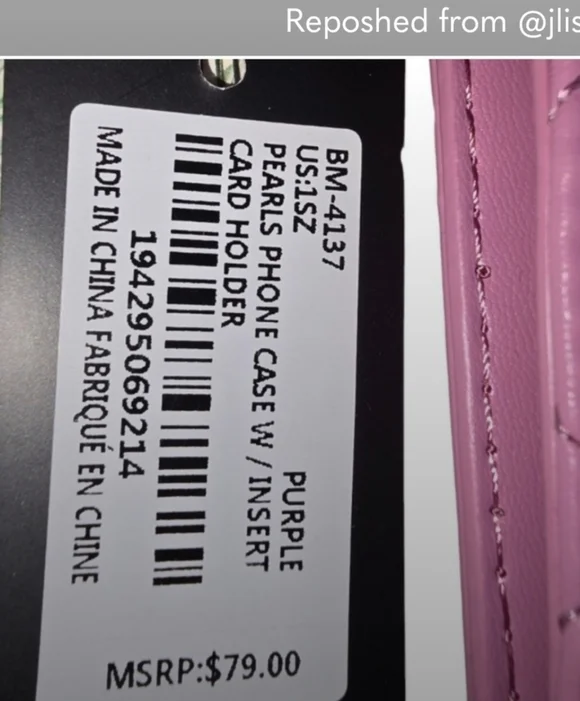 Reposhed from @jlis
BM-4137
US:1SZ PURPLE
PEARLS PHONE CASE W / INSERT
CARD HOLDER
194295069214
MADE IN CHINA FABRIQUÉ EN CHINE
MSRP:$79.00